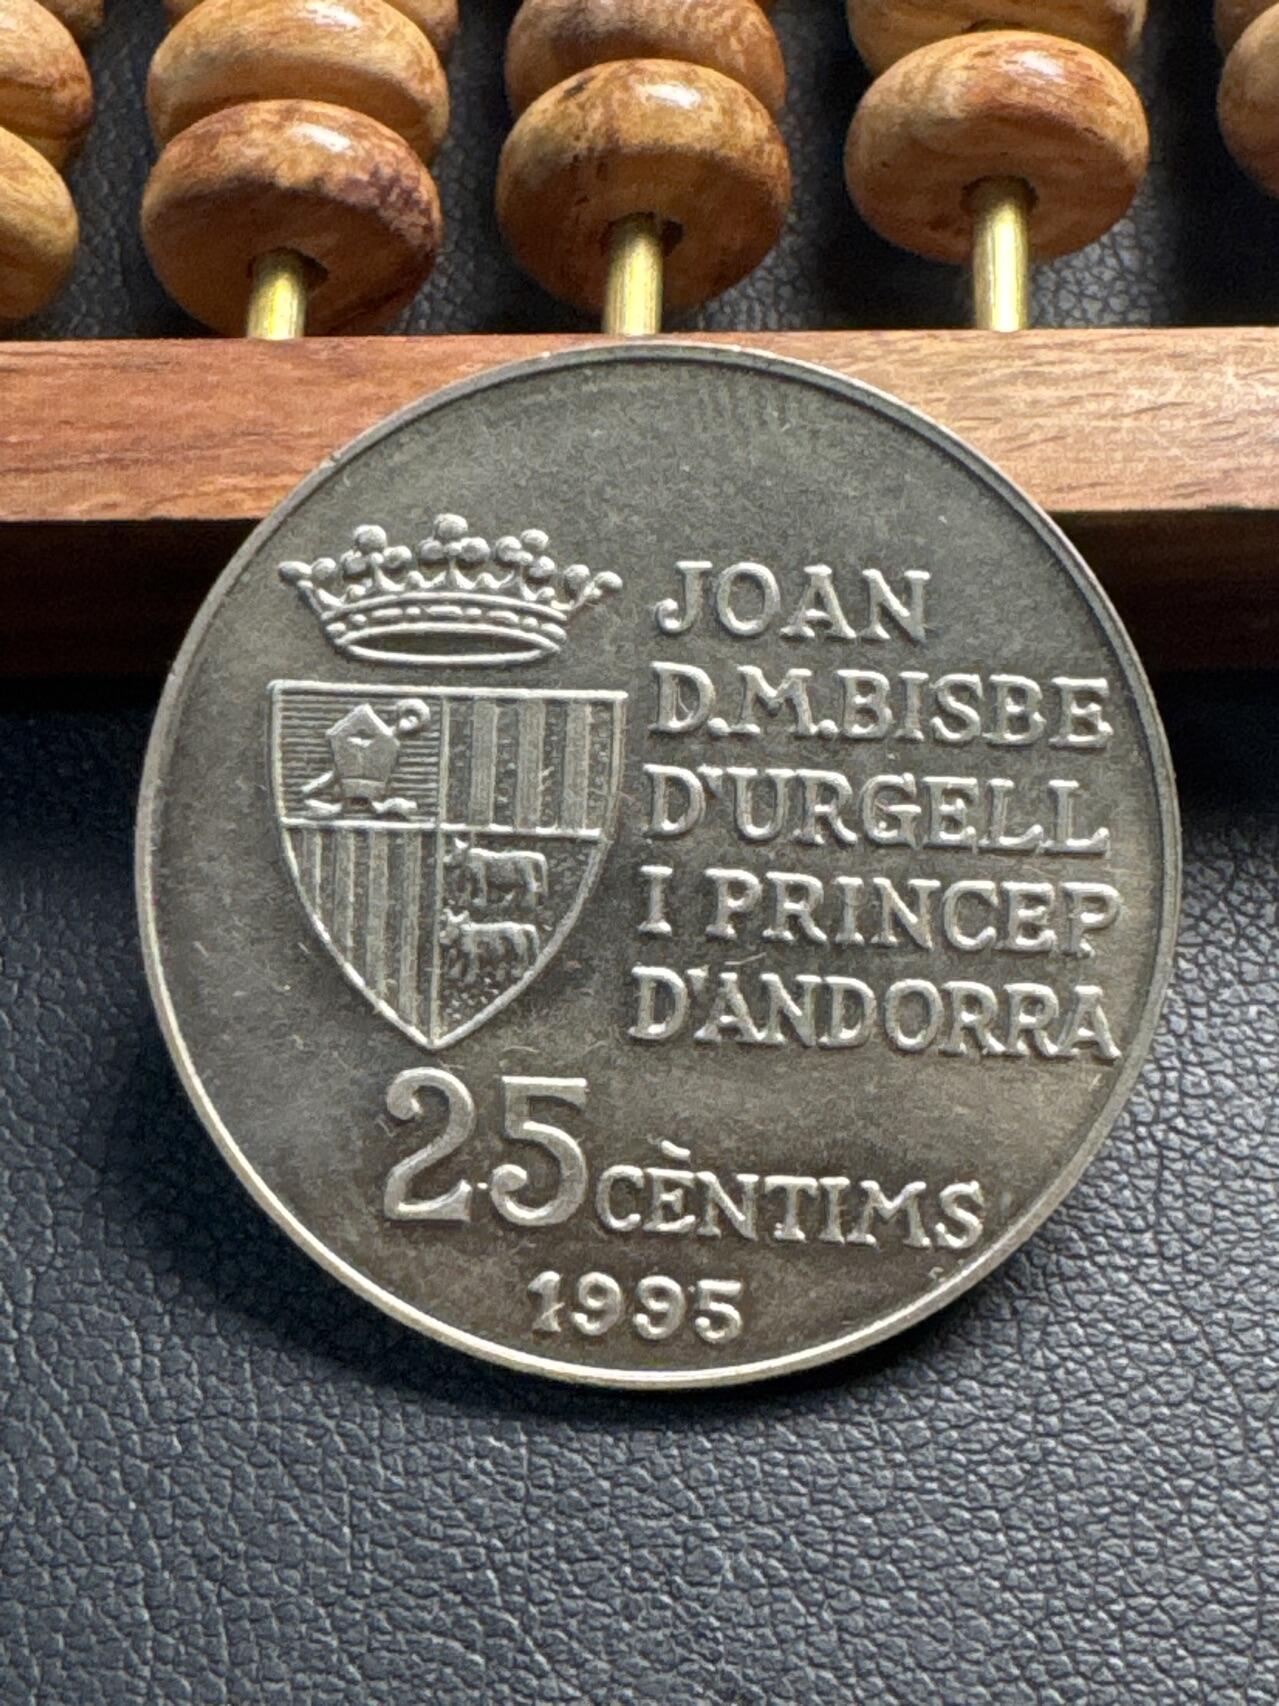 JOAN
D.M.BISBE
D'URGELL
I PRINCEP
D'ANDORRA
25 CÈNTIMS
1995